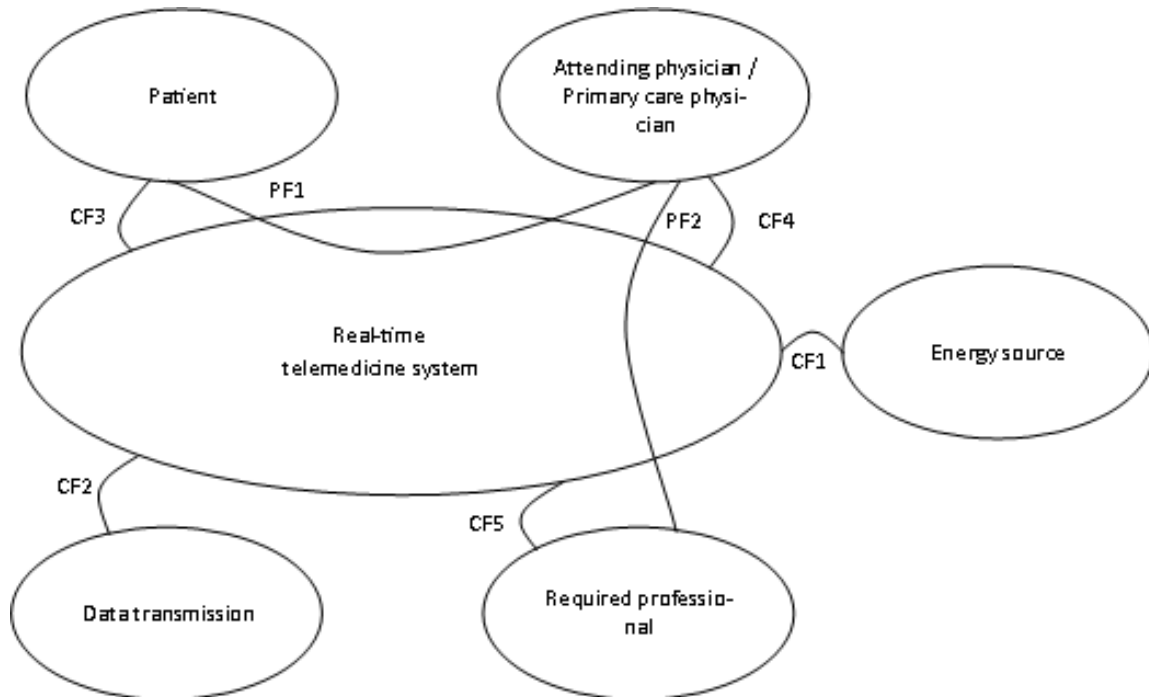 Patient
Attending physician /
Primary care physi-
cian
PF1
CF3
PF2
CF4
Real-time
telemedicine system
CF1
Energy source
CF2
CF5
Data transmission
Required professio-
nal